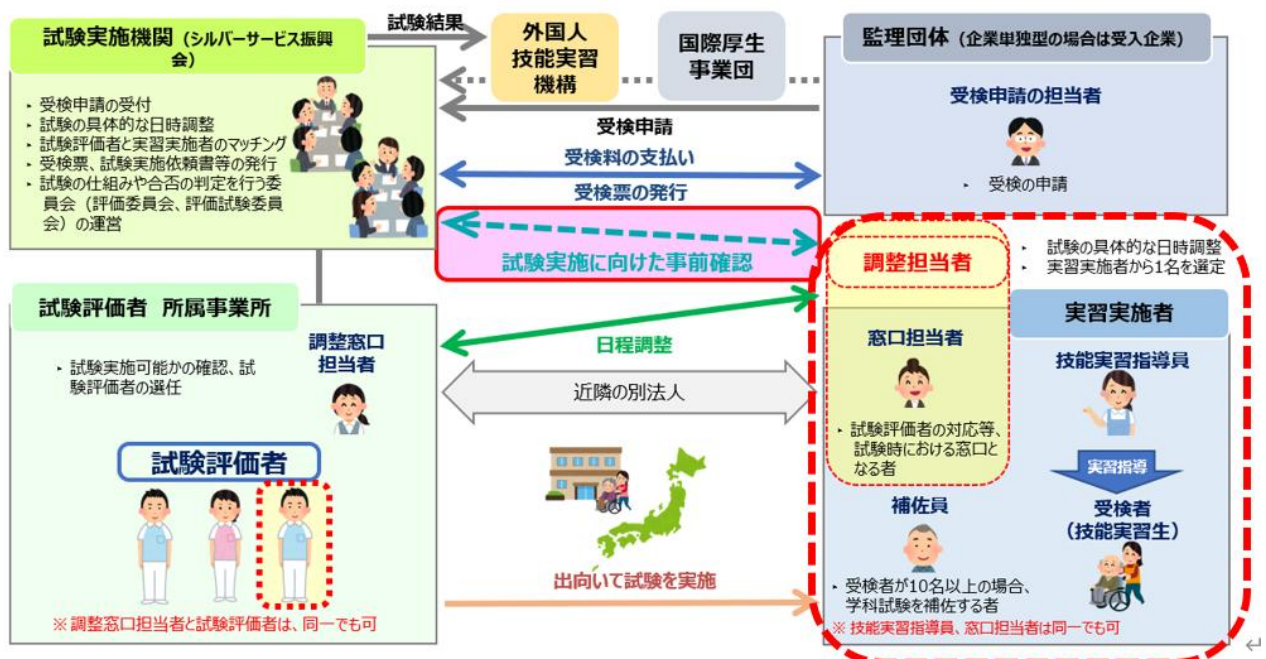 試験結果
試験実施機関（シルバーサービス振興
会）
‣ 受検申請の受付
‣ 試験の具体的な日時調整
‣ 試験評価者と実習実施者のマッチング
‣ 受検票、試験実施依頼書等の発行
‣ 試験の仕組みや合否の判定を行う委
員会（評価委員会、評価試験委員
会）の運営
外国人
技能実習
機構
国際厚生
事業団
監理団体（企業単独型の場合は受入企業）
受検申請の担当者
‣ 受検の申請
受検申請
受検料の支払い
受検票の発行
試験実施に向けた事前確認
調整担当者
‣ 試験の具体的な日時調整
‣ 実習実施者から1名を選定
試験評価者 所属事業所
‣ 試験実施可能かの確認、試
験評価者の選任
調整窓口
担当者
日程調整
近隣の別法人
試験評価者
※ 調整窓口担当者と試験評価者は、同一でも可
出向いて試験を実施
窓口担当者
‣ 試験評価者の対応等、
試験時における窓口と
なる者
補佐員
‣ 受検者が10名以上の場合、
学科試験を補佐する者
実習実施者
技能実習指導員
実習指導
受検者
（技能実習生）
※ 技能実習指導員、窓口担当者は同一でも可
↵